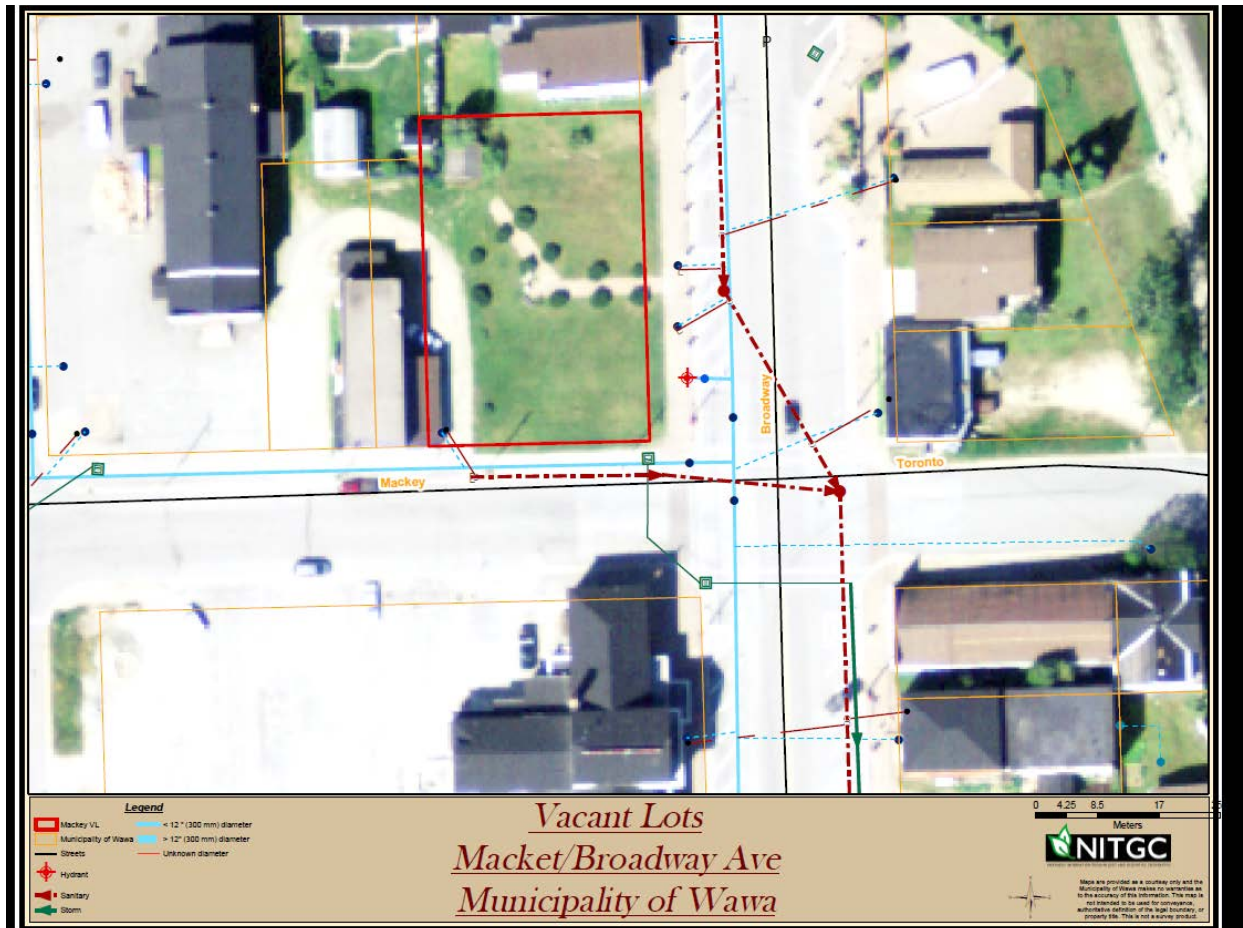 P
Broadway
Toronto
Mackey
Legend
Mackey VL
Municipality of Wawa
Streets
Hydrant
Sanitary
Storm
< 12 " (300 mm) diameter
> 12" (300 mm) diameter
Unknown diameter
Vacant Lots
Macket/Broadway Ave
Municipality of Wawa
0 4.25 8.5 17
Meters
NITGC
Maps are provided as a courtesy only and the
Municipality of Wawa makes no warranties as
to the accuracy of this information. This map is
not intended to be used for conveyance,
authoritative definition of the legal boundary, or
property title. This is not a survey product.